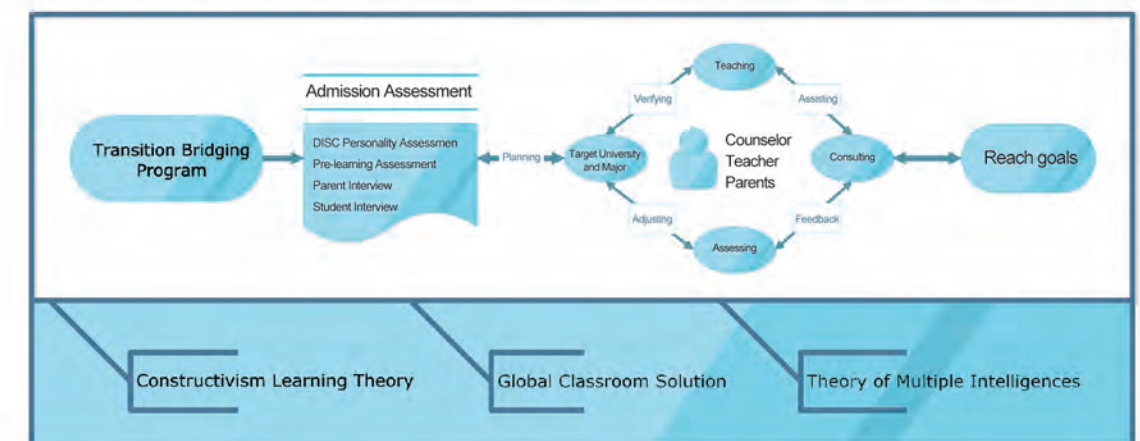 Transition Bridging
Program
Admission Assessment
DISC Personality Assessmen
Pre-learning Assessment
Parent Interview
Student Interview
Planning
Target University
and Major
Verifying
Teaching
Assisting
Counselor
Teacher
Parents
Consulting
Adjusting
Assessing
Feedback
Reach goals
Constructivism Learning Theory
Global Classroom Solution
Theory of Multiple Intelligences